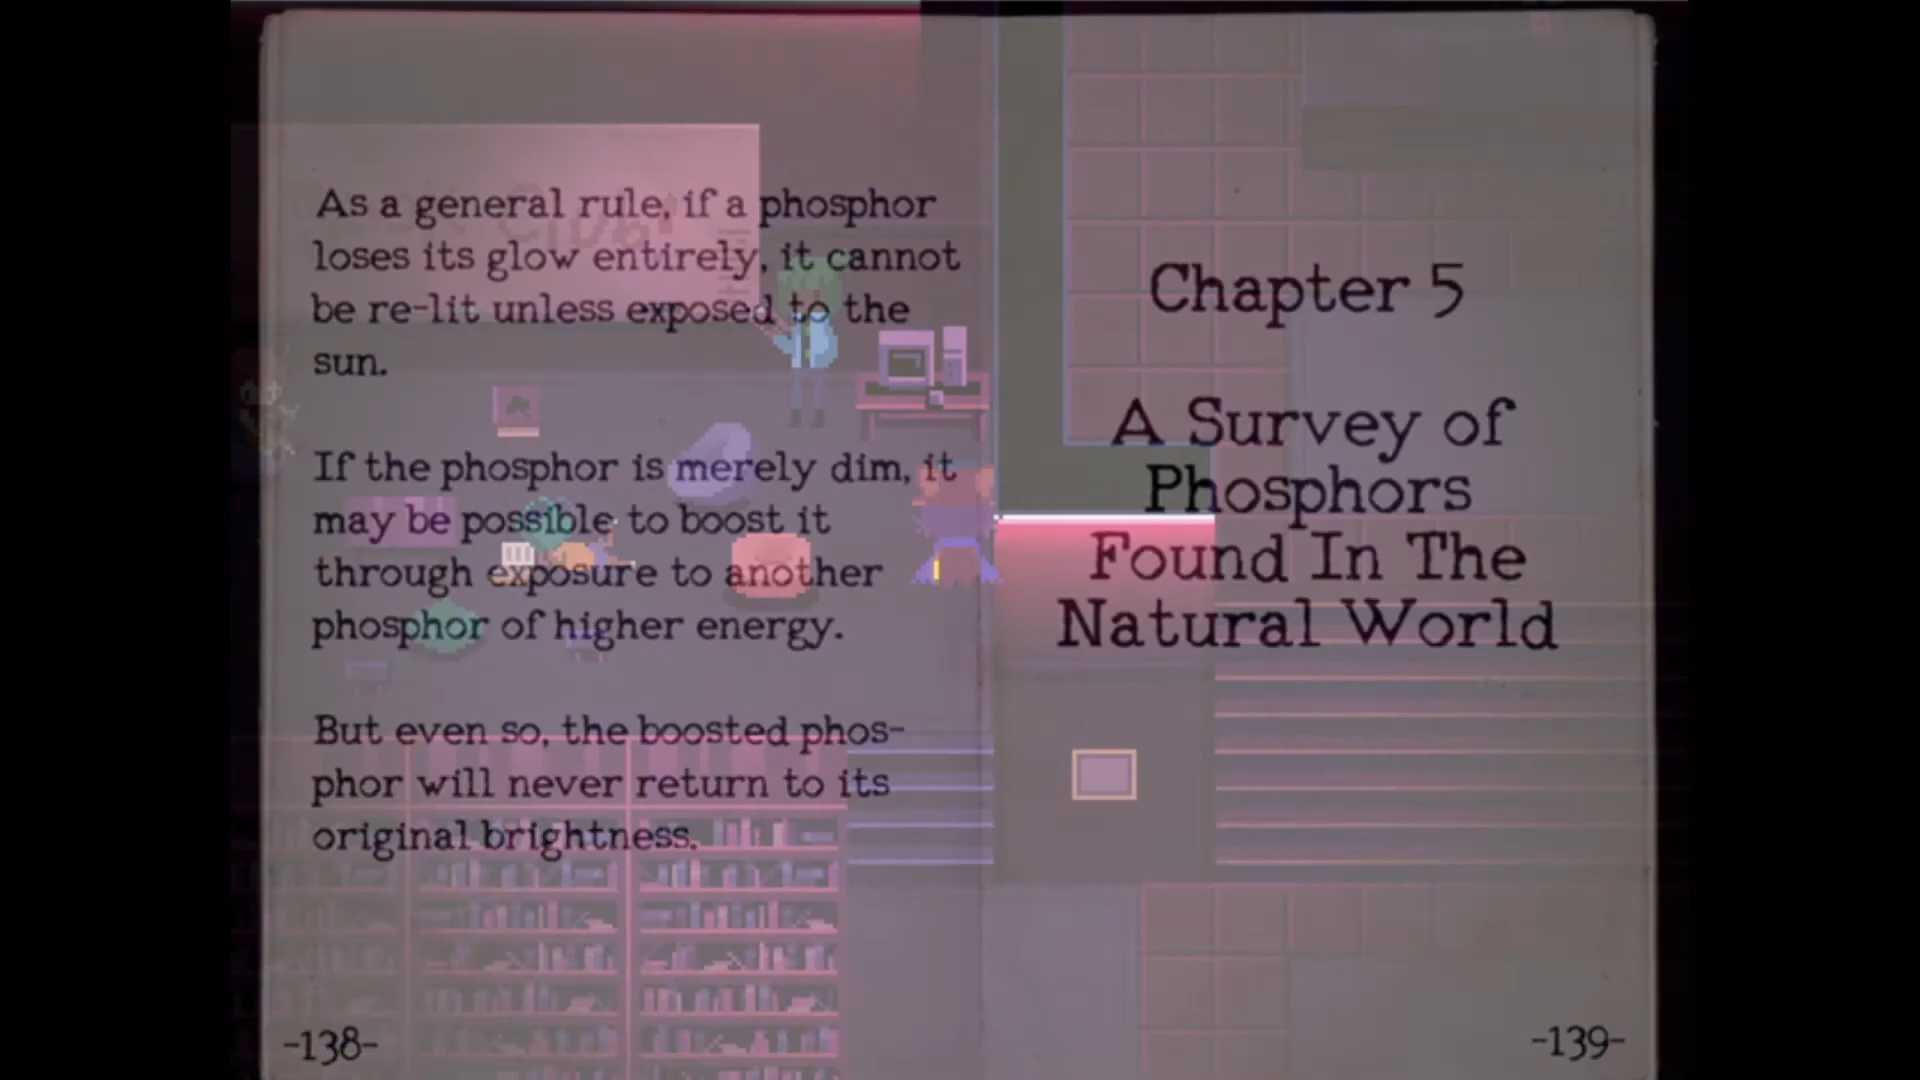 As a general rule, if a phosphor
loses its glow entirely, it cannot
be re-lit unless exposed to the
sun.
If the phosphor is merely dim, it
may be possible to boost it
through exposure to another
phosphor of higher energy.
But even so, the boosted phos-
phor will never return to its
original brightness.
-138-
Chapter 5
A Survey of
Phosphors
Found In The
Natural World
-139-